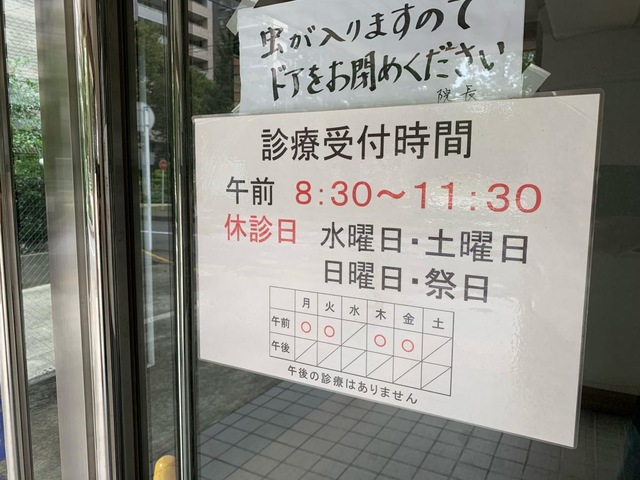 虫が入りますので
ドアをお閉めください
院長
診療受付時間
午前 8:30～11:30
休診日 水曜日・土曜日
日曜日・祭日
月 火 水 木 金 土
午前 ○ ○ ／ ○ ○ ／
午後 ／ ／ ／ ／ ／ ／
午後の診療はありません